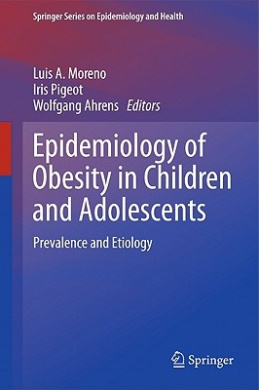 Springer Series on Epidemiology and Health
Luis A. Moreno
Iris Pigeot
Wolfgang Ahrens Editors
Epidemiology of
Obesity in Children
and Adolescents
Prevalence and Etiology
Springer